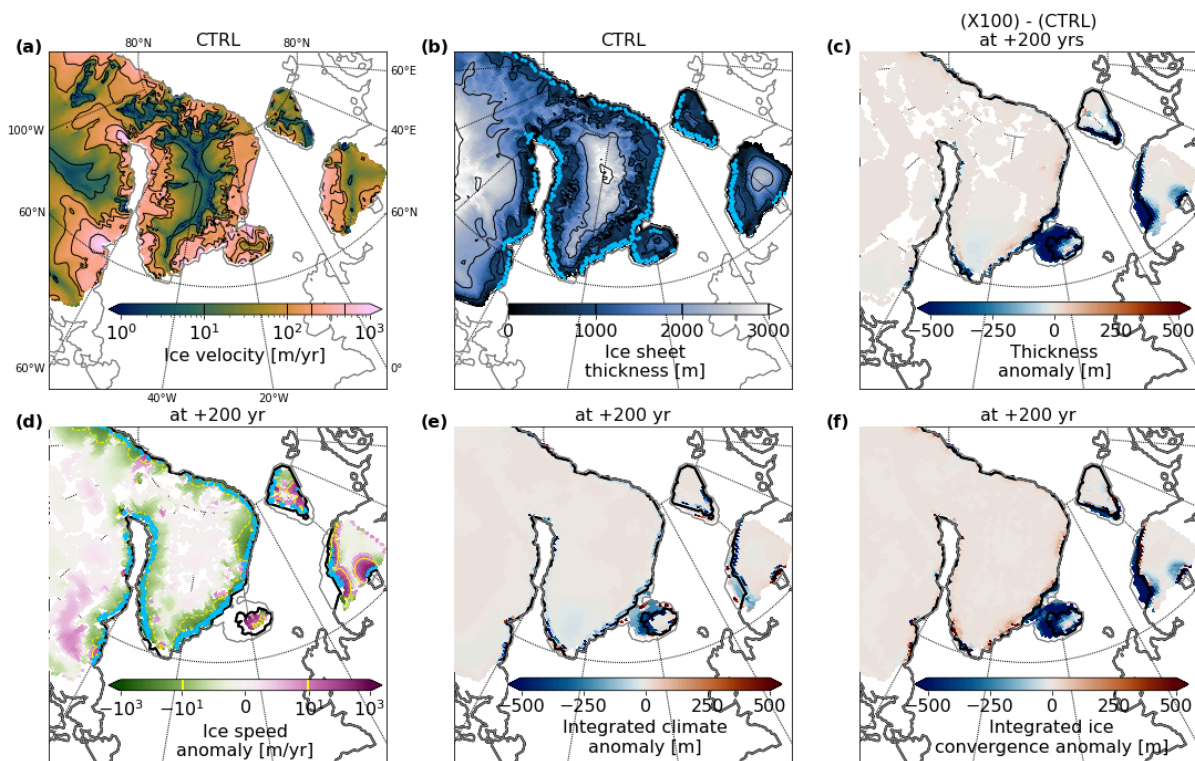 (a)
CTRL
80°N
80°N
60°E
100°W
40°E
60°N
60°N
60°W
0°
40°W
20°W
10⁰ 10¹ 10² 10³
Ice velocity [m/yr]
(b)
CTRL
0 1000 2000 3000
Ice sheet
thickness [m]
(c)
(X100) - (CTRL)
at +200 yrs
−500 −250 0 250 500
Thickness
anomaly [m]
(d)
at +200 yr
−10³ −10¹ 0 10¹ 10³
Ice speed
anomaly [m/yr]
(e)
at +200 yr
−500 −250 0 250 500
Integrated climate
anomaly [m]
(f)
at +200 yr
−500 −250 0 250 500
Integrated ice
convergence anomaly [m]